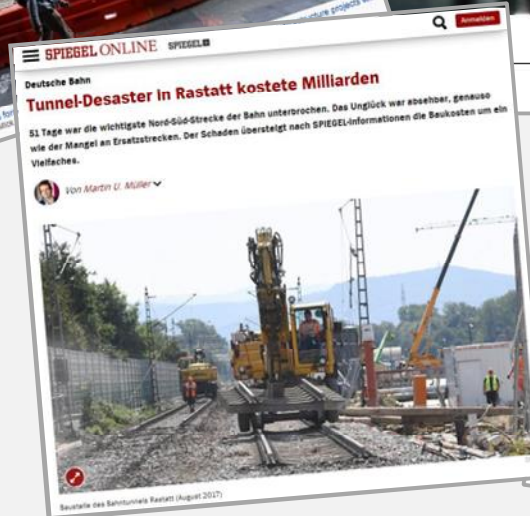 SPIEGEL ONLINE SPIEGEL+
Anmelden
Deutsche Bahn
Tunnel-Desaster in Rastatt kostete Milliarden
51 Tage war die wichtigste Nord-Süd-Strecke der Bahn unterbrochen. Das Unglück war absehbar, genauso
wie der Mangel an Ersatzstrecken. Der Schaden übersteigt nach SPIEGEL-Informationen die Baukosten um ein
Vielfaches.
Von Martin U. Müller
Baustelle des Bahntunnels Rastatt (August 2017)